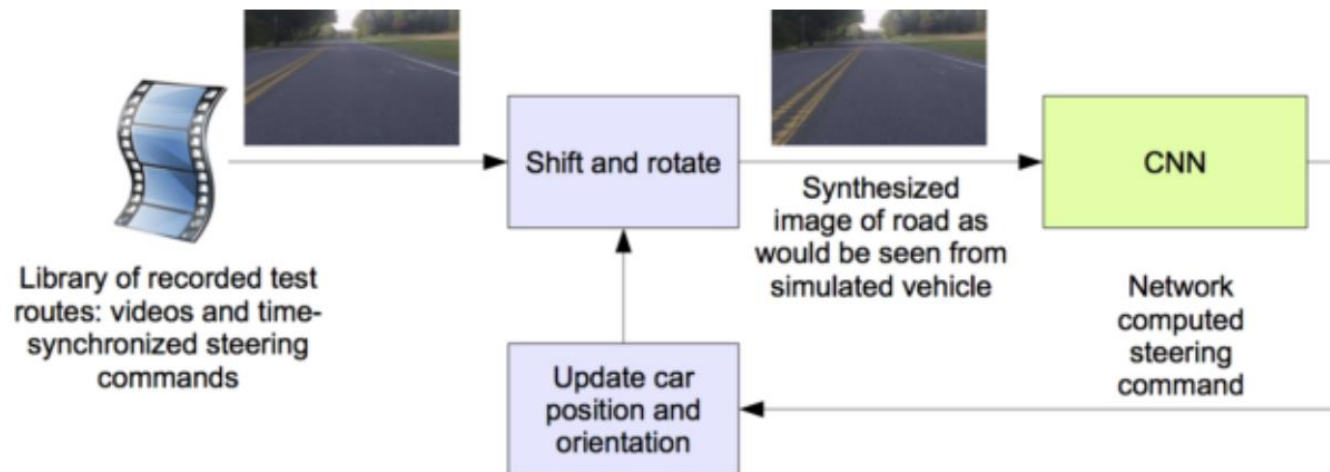 Library of recorded test
routes: videos and time-
synchronized steering
commands
Shift and rotate
Synthesized
image of road as
would be seen from
simulated vehicle
CNN
Network
computed
steering
command
Update car
position and
orientation